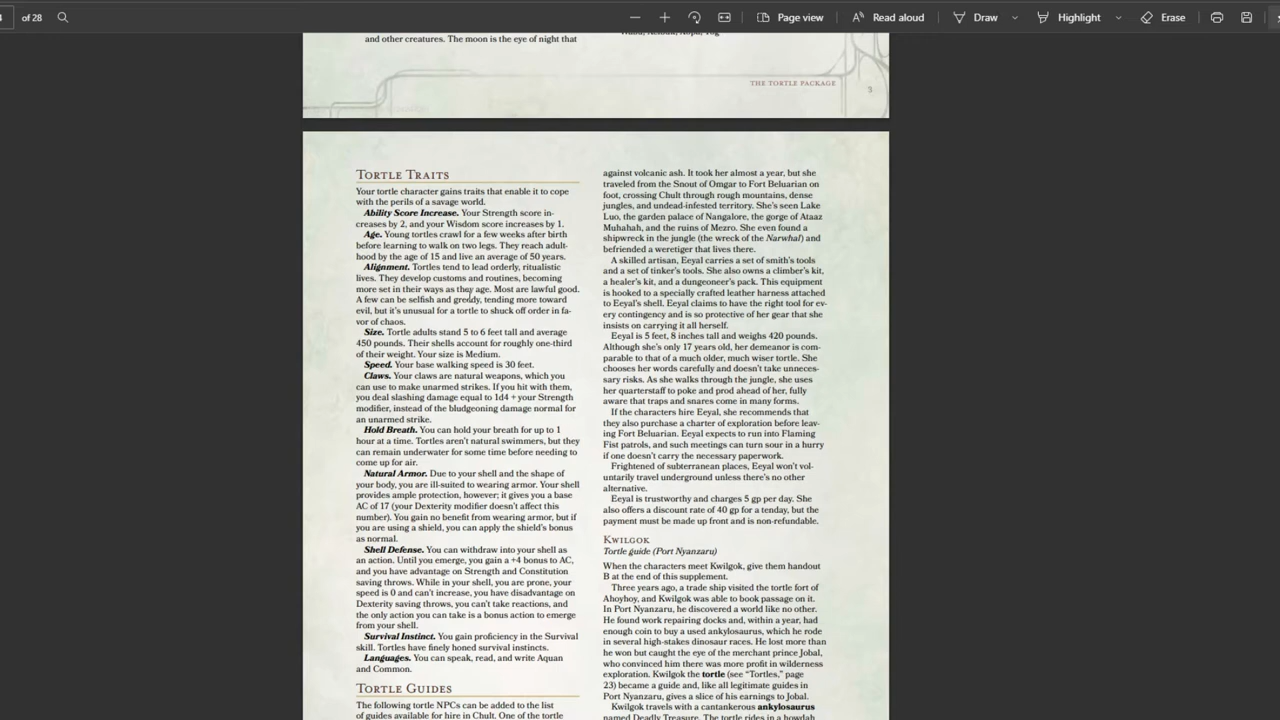 of 28
Page view
Read aloud
Draw
Highlight
Erase
and other creatures. The moon is the eye of night that
THE TORTLE PACKAGE
3
TORTLE TRAITS
Your tortle character gains traits that enable it to cope
with the perils of a savage world.
Ability Score Increase. Your Strength score in-
creases by 2, and your Wisdom score increases by 1.
Age. Young tortles crawl for a few weeks after birth
before learning to walk on two legs. They reach adult-
hood by the age of 15 and live an average of 50 years.
Alignment. Tortles tend to lead orderly, ritualistic
lives. They develop customs and routines, becoming
more set in their ways as they age. Most are lawful good.
A few can be selfish and greedy, tending more toward
evil, but it's unusual for a tortle to shuck off order in fa-
vor of chaos.
Size. Tortle adults stand 5 to 6 feet tall and average
450 pounds. Their shells account for roughly one-third
of their weight. Your size is Medium.
Speed. Your base walking speed is 30 feet.
Claws. Your claws are natural weapons, which you
can use to make unarmed strikes. If you hit with them,
you deal slashing damage equal to 1d4 + your Strength
modifier, instead of the bludgeoning damage normal for
an unarmed strike.
Hold Breath. You can hold your breath for up to 1
hour at a time. Tortles aren't natural swimmers, but they
can remain underwater for some time before needing to
come up for air.
Natural Armor. Due to your shell and the shape of
your body, you are ill-suited to wearing armor. Your shell
provides ample protection, however; it gives you a base
AC of 17 (your Dexterity modifier doesn't affect this
number). You gain no benefit from wearing armor, but if
you are using a shield, you can apply the shield's bonus
as normal.
Shell Defense. You can withdraw into your shell as
an action. Until you emerge, you gain a +4 bonus to AC,
and you have advantage on Strength and Constitution
saving throws. While in your shell, you are prone, your
speed is 0 and can't increase, you have disadvantage on
Dexterity saving throws, you can't take reactions, and
the only action you can take is a bonus action to emerge
from your shell.
Survival Instinct. You gain proficiency in the Survival
skill. Tortles have finely honed survival instincts.
Languages. You can speak, read, and write Aquan
and Common.
TORTLE GUIDES
The following tortle NPCs can be added to the list
of guides available for hire in Chult. One of the tortle
against volcanic ash. It took her almost a year, but she
traveled from the Snout of Omgar to Fort Beluarian on
foot, crossing Chult through rough mountains, dense
jungles, and undead-infested territory. She's seen Lake
Luo, the garden palace of Nangalore, the gorge of Ataaz
Muhahah, and the ruins of Mezro. She even found a
shipwreck in the jungle (the wreck of the Narwhal) and
befriended a weretiger that lives there.
A skilled artisan, Eeyal carries a set of smith's tools
and a set of tinker's tools. She also owns a climber's kit,
a healer's kit, and a dungeoneer's pack. This equipment
is hooked to a specially crafted leather harness attached
to Eeyal's shell. Eeyal claims to have the right tool for ev-
ery contingency and is so protective of her gear that she
insists on carrying it all herself.
Eeyal is 5 feet, 8 inches tall and weighs 420 pounds.
Although she's only 17 years old, her demeanor is com-
parable to that of a much older, much wiser tortle. She
chooses her words carefully and doesn't take unneces-
sary risks. As she walks through the jungle, she uses
her quarterstaff to poke and prod ahead of her, fully
aware that traps and snares come in many forms.
If the characters hire Eeyal, she recommends that
they also purchase a charter of exploration before leav-
ing Fort Beluarian. Eeyal expects to run into Flaming
Fist patrols, and such meetings can turn sour in a hurry
if one doesn't carry the necessary paperwork.
Frightened of subterranean places, Eeyal won't vol-
untarily travel underground unless there's no other
alternative.
Eeyal is trustworthy and charges 5 gp per day. She
also offers a discount rate of 40 gp for a tenday, but the
payment must be made up front and is non-refundable.
KWILGOK
Tortle guide (Port Nyanzaru)
When the characters meet Kwilgok, give them handout
B at the end of this supplement.
Three years ago, a trade ship visited the tortle fort of
Ahoyhoy, and Kwilgok was able to book passage on it.
In Port Nyanzaru, he discovered a world like no other.
He found work repairing docks and, within a year, had
enough coin to buy a used ankylosaurus, which he rode
in several high-stakes dinosaur races. He lost more than
he won but caught the eye of the merchant prince Jobal,
who convinced him there was more profit in wilderness
exploration. Kwilgok the tortle (see "Tortles," page
23) became a guide and, like all legitimate guides in
Port Nyanzaru, gives a slice of his earnings to Jobal.
Kwilgok travels with a cantankerous ankylosaurus
named Deadly Treasure. The tortle rides in a howdah